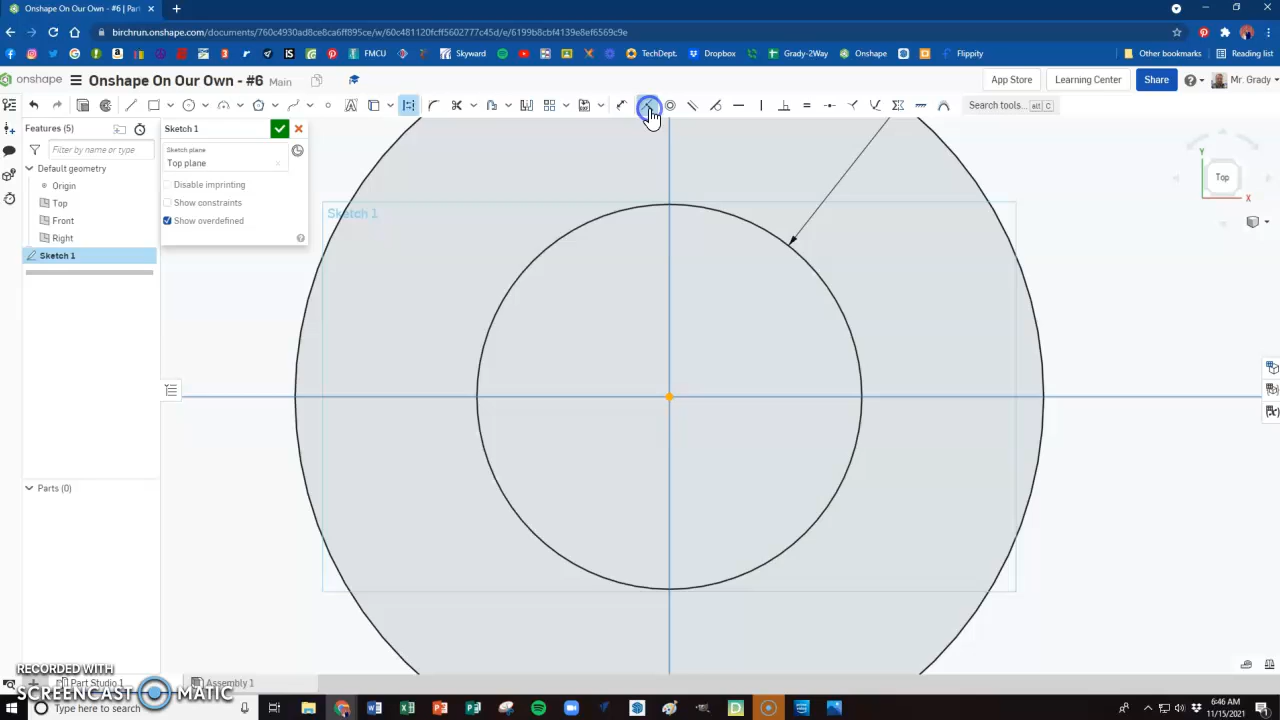 Onshape On Our Own - #6 | Part
birchrun.onshape.com/documents/760c4930ad8ce8ca6ff895ce/w/60c481120fcff5602777c45d/e/6199b8cbf4139e8ef6569c9e
FMCU
Skyward
TechDept.
Dropbox
Grady-2Way
Onshape
Flippity
Other bookmarks
Reading list
onshape
Onshape On Our Own - #6 Main
App Store
Learning Center
Share
Mr. Grady
Search tools... alt C
Features (5)
Filter by name or type
Default geometry
Origin
Top
Front
Right
Sketch 1
Parts (0)
Sketch 1
Sketch plane
Top plane
Disable imprinting
Show constraints
Show overdefined
Sketch 1
Y
Top
X
RECORDED WITH
SCREENCAST MATIC
Part Studio 1
Assembly 1
Type here to search
6:46 AM
11/15/2021